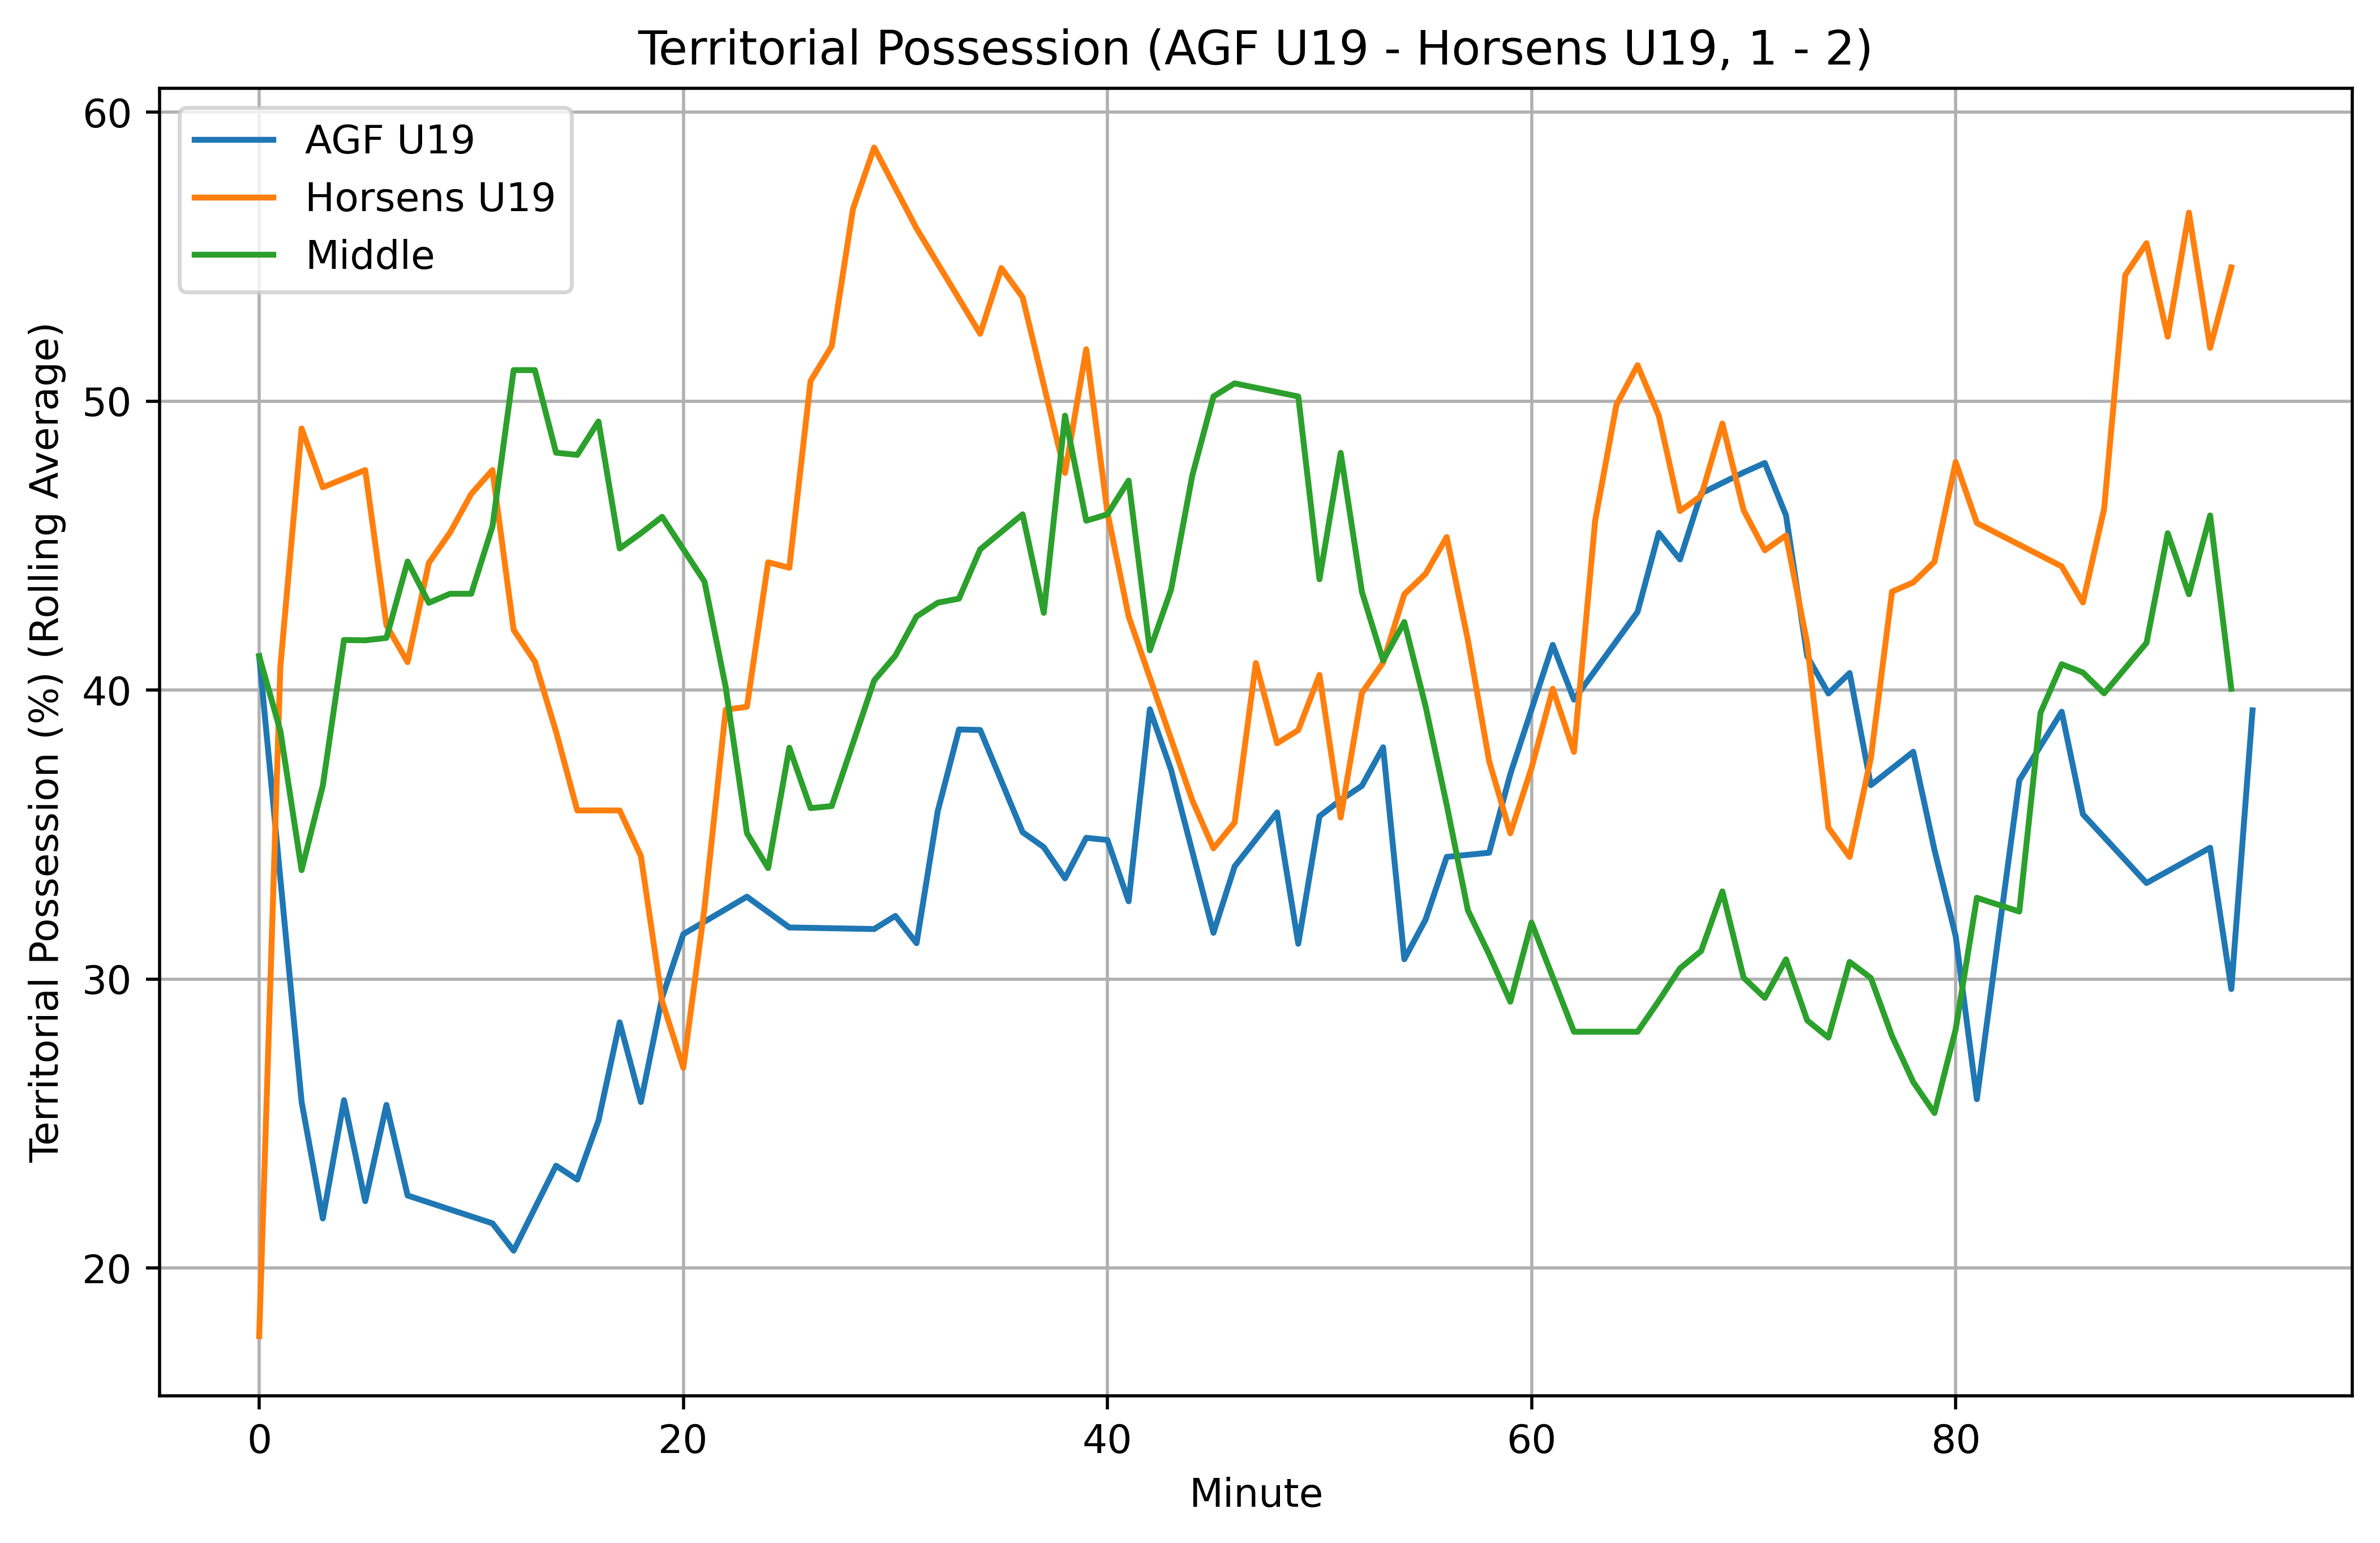 Territorial Possession (AGF U19 - Horsens U19, 1 - 2)
AGF U19
Horsens U19
Middle
Territorial Possession (%) (Rolling Average)
60
50
40
30
20
0 20 40 60 80
Minute